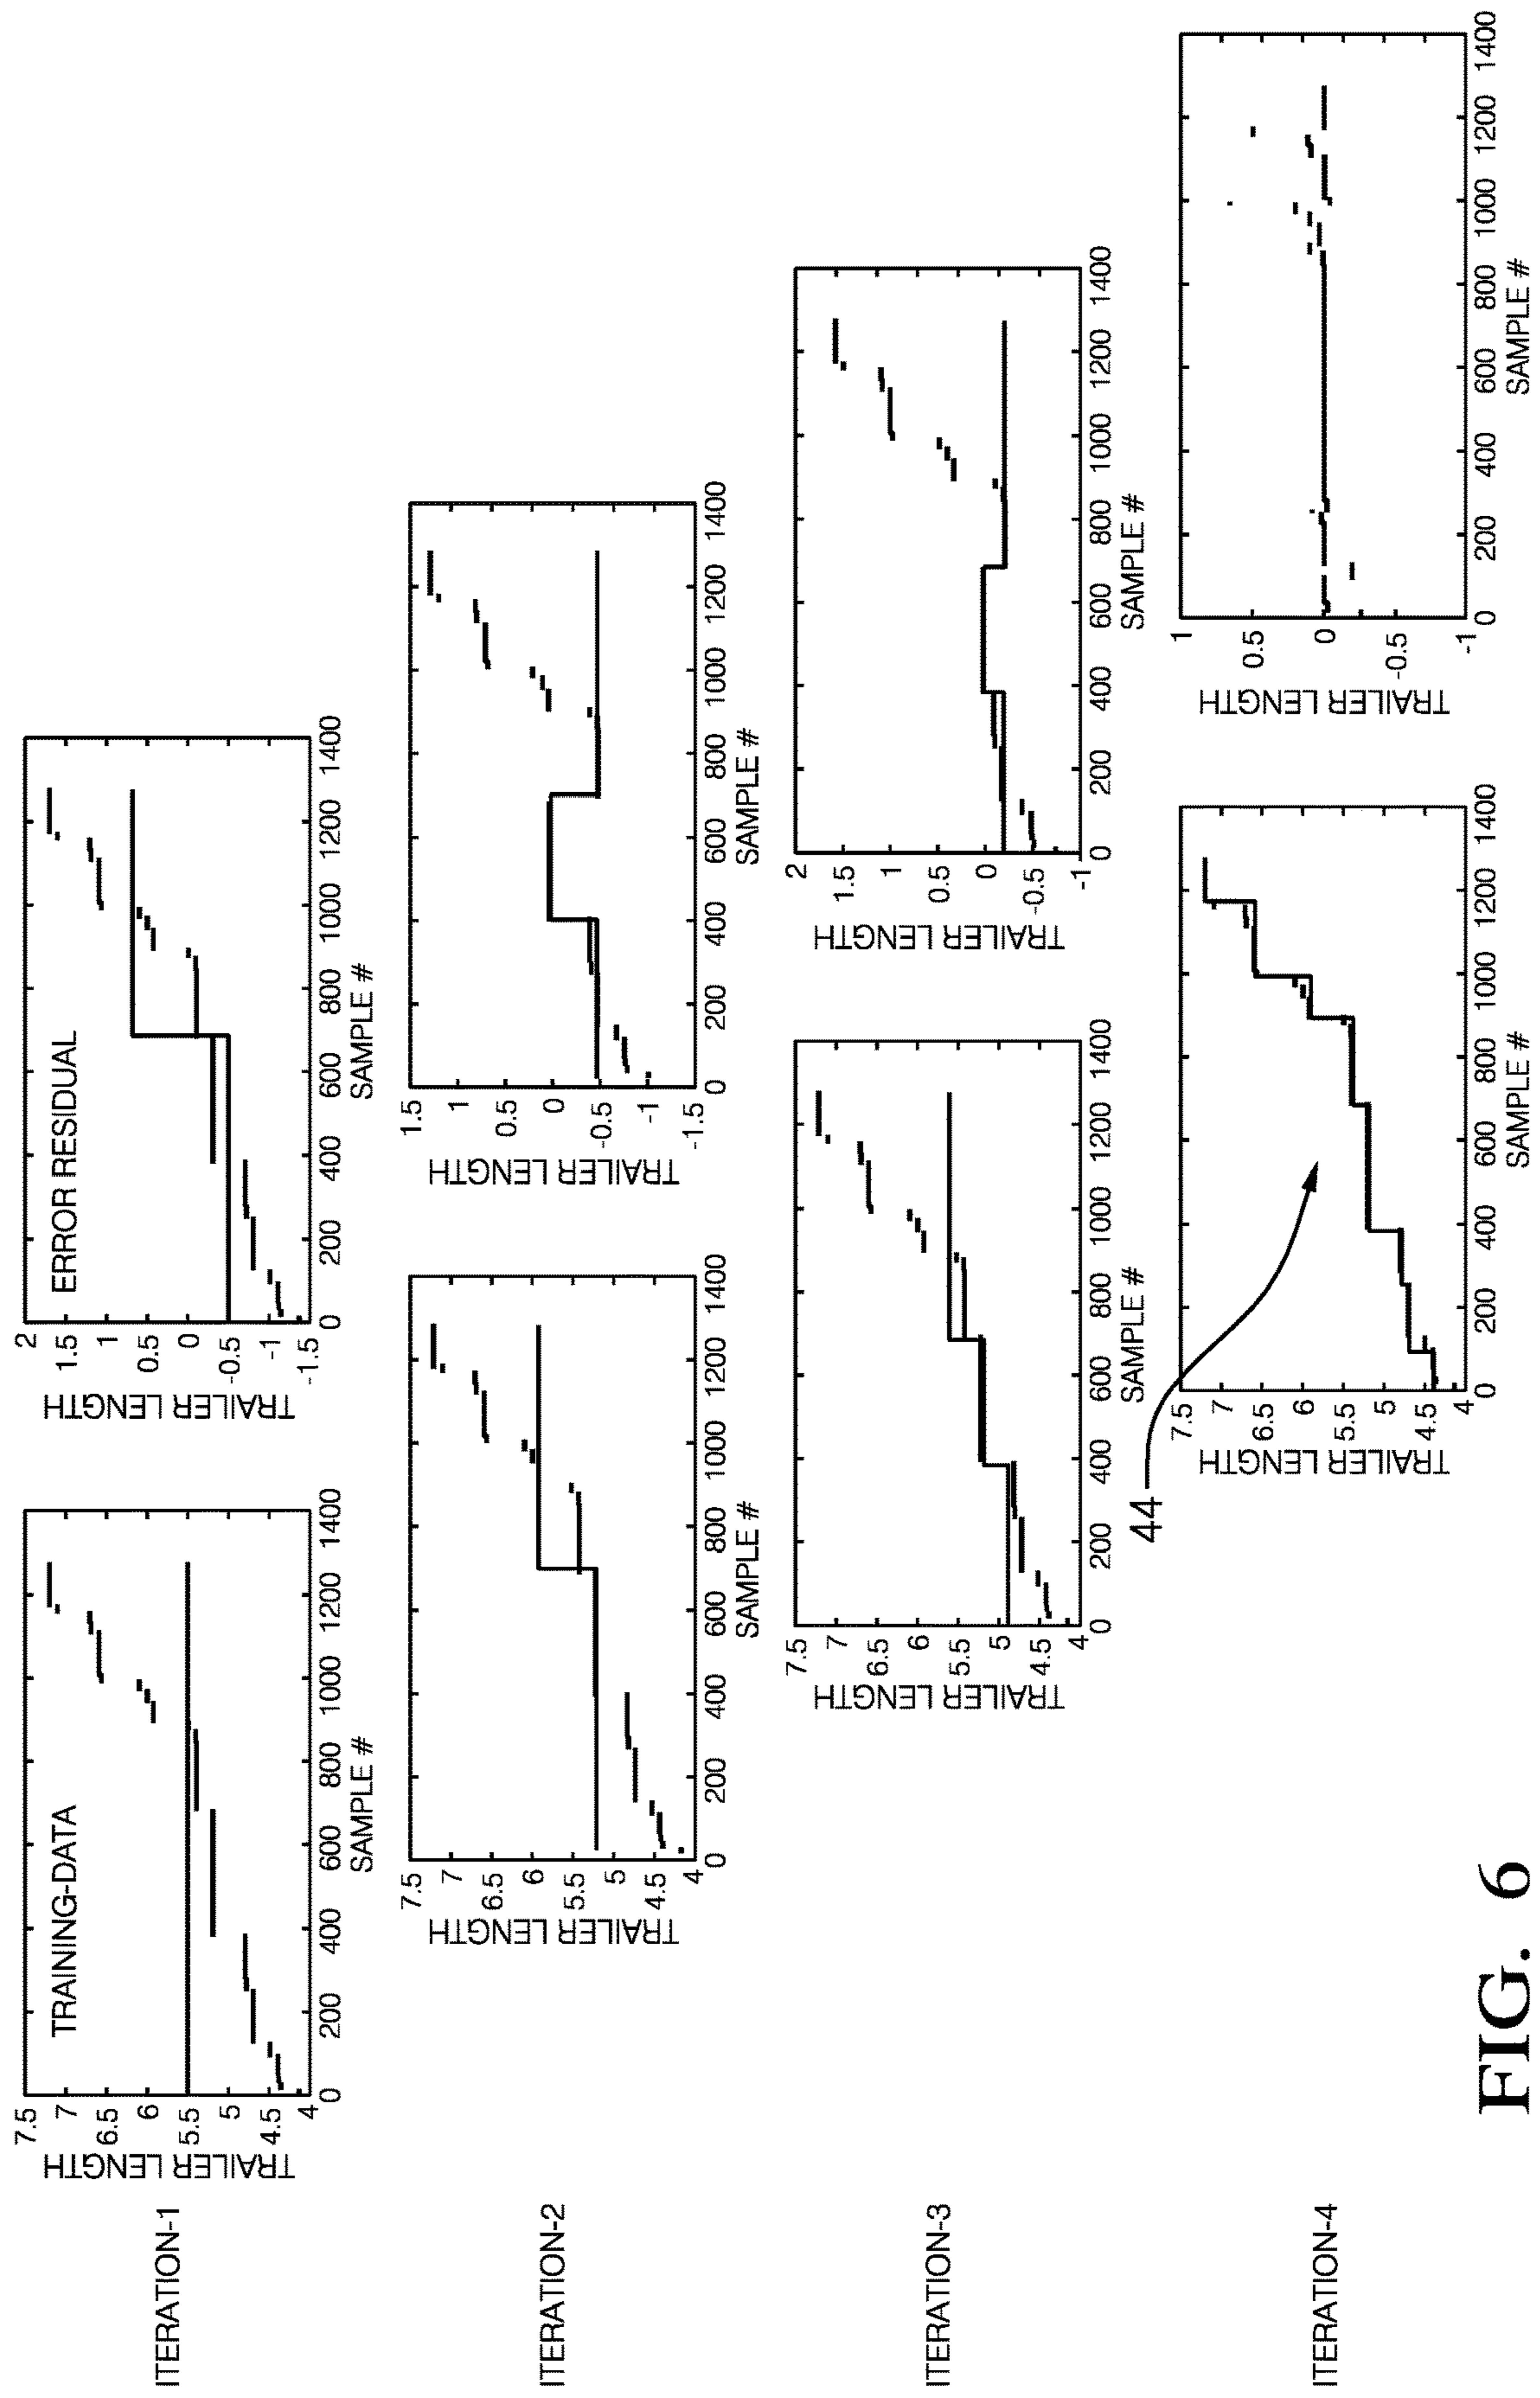 ITERATION-1
TRAINING-DATA
7.5
7
6.5
6
5.5
5
4.5
4
TRAILER LENGTH
0 200 400 600 800 1000 1200 1400
SAMPLE #
ERROR RESIDUAL
2
1.5
1
0.5
0
-0.5
-1
-1.5
TRAILER LENGTH
0 200 400 600 800 1000 1200 1400
SAMPLE #
ITERATION-2
7.5
7
6.5
6
5.5
5
4.5
4
TRAILER LENGTH
0 200 400 600 800 1000 1200 1400
SAMPLE #
1.5
1
0.5
0
-0.5
-1
-1.5
TRAILER LENGTH
0 200 400 600 800 1000 1200 1400
SAMPLE #
ITERATION-3
7.5
7
6.5
6
5.5
5
4.5
4
TRAILER LENGTH
0 200 400 600 800 1000 1200 1400
SAMPLE #
2
1.5
1
0.5
0
-0.5
-1
TRAILER LENGTH
0 200 400 600 800 1000 1200 1400
SAMPLE #
ITERATION-4
44
7.5
7
6.5
6
5.5
5
4.5
4
TRAILER LENGTH
0 200 400 600 800 1000 1200 1400
SAMPLE #
1
0.5
0
-0.5
-1
TRAILER LENGTH
0 200 400 600 800 1000 1200 1400
SAMPLE #
FIG. 6